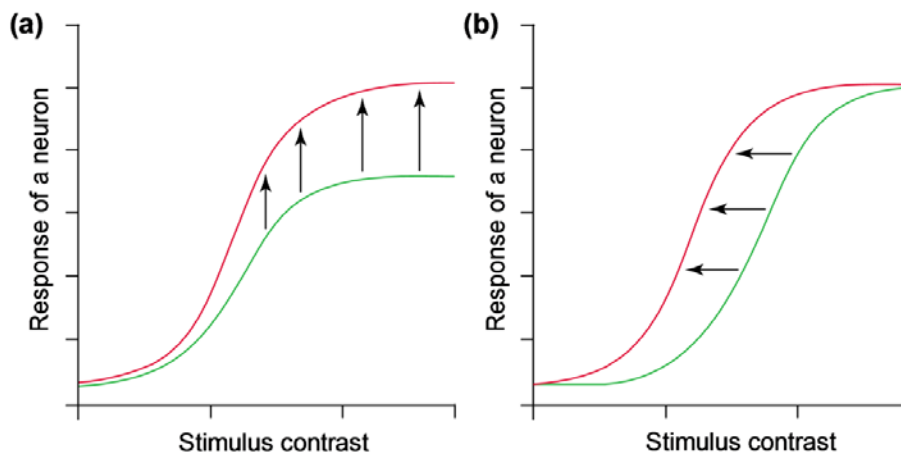 (a)
Response of a neuron
Stimulus contrast
(b)
Response of a neuron
Stimulus contrast